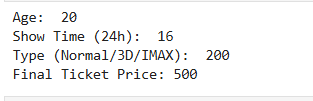 Age:  20
Show Time (24h):  16
Type (Normal/3D/IMAX):  200
Final Ticket Price: 500